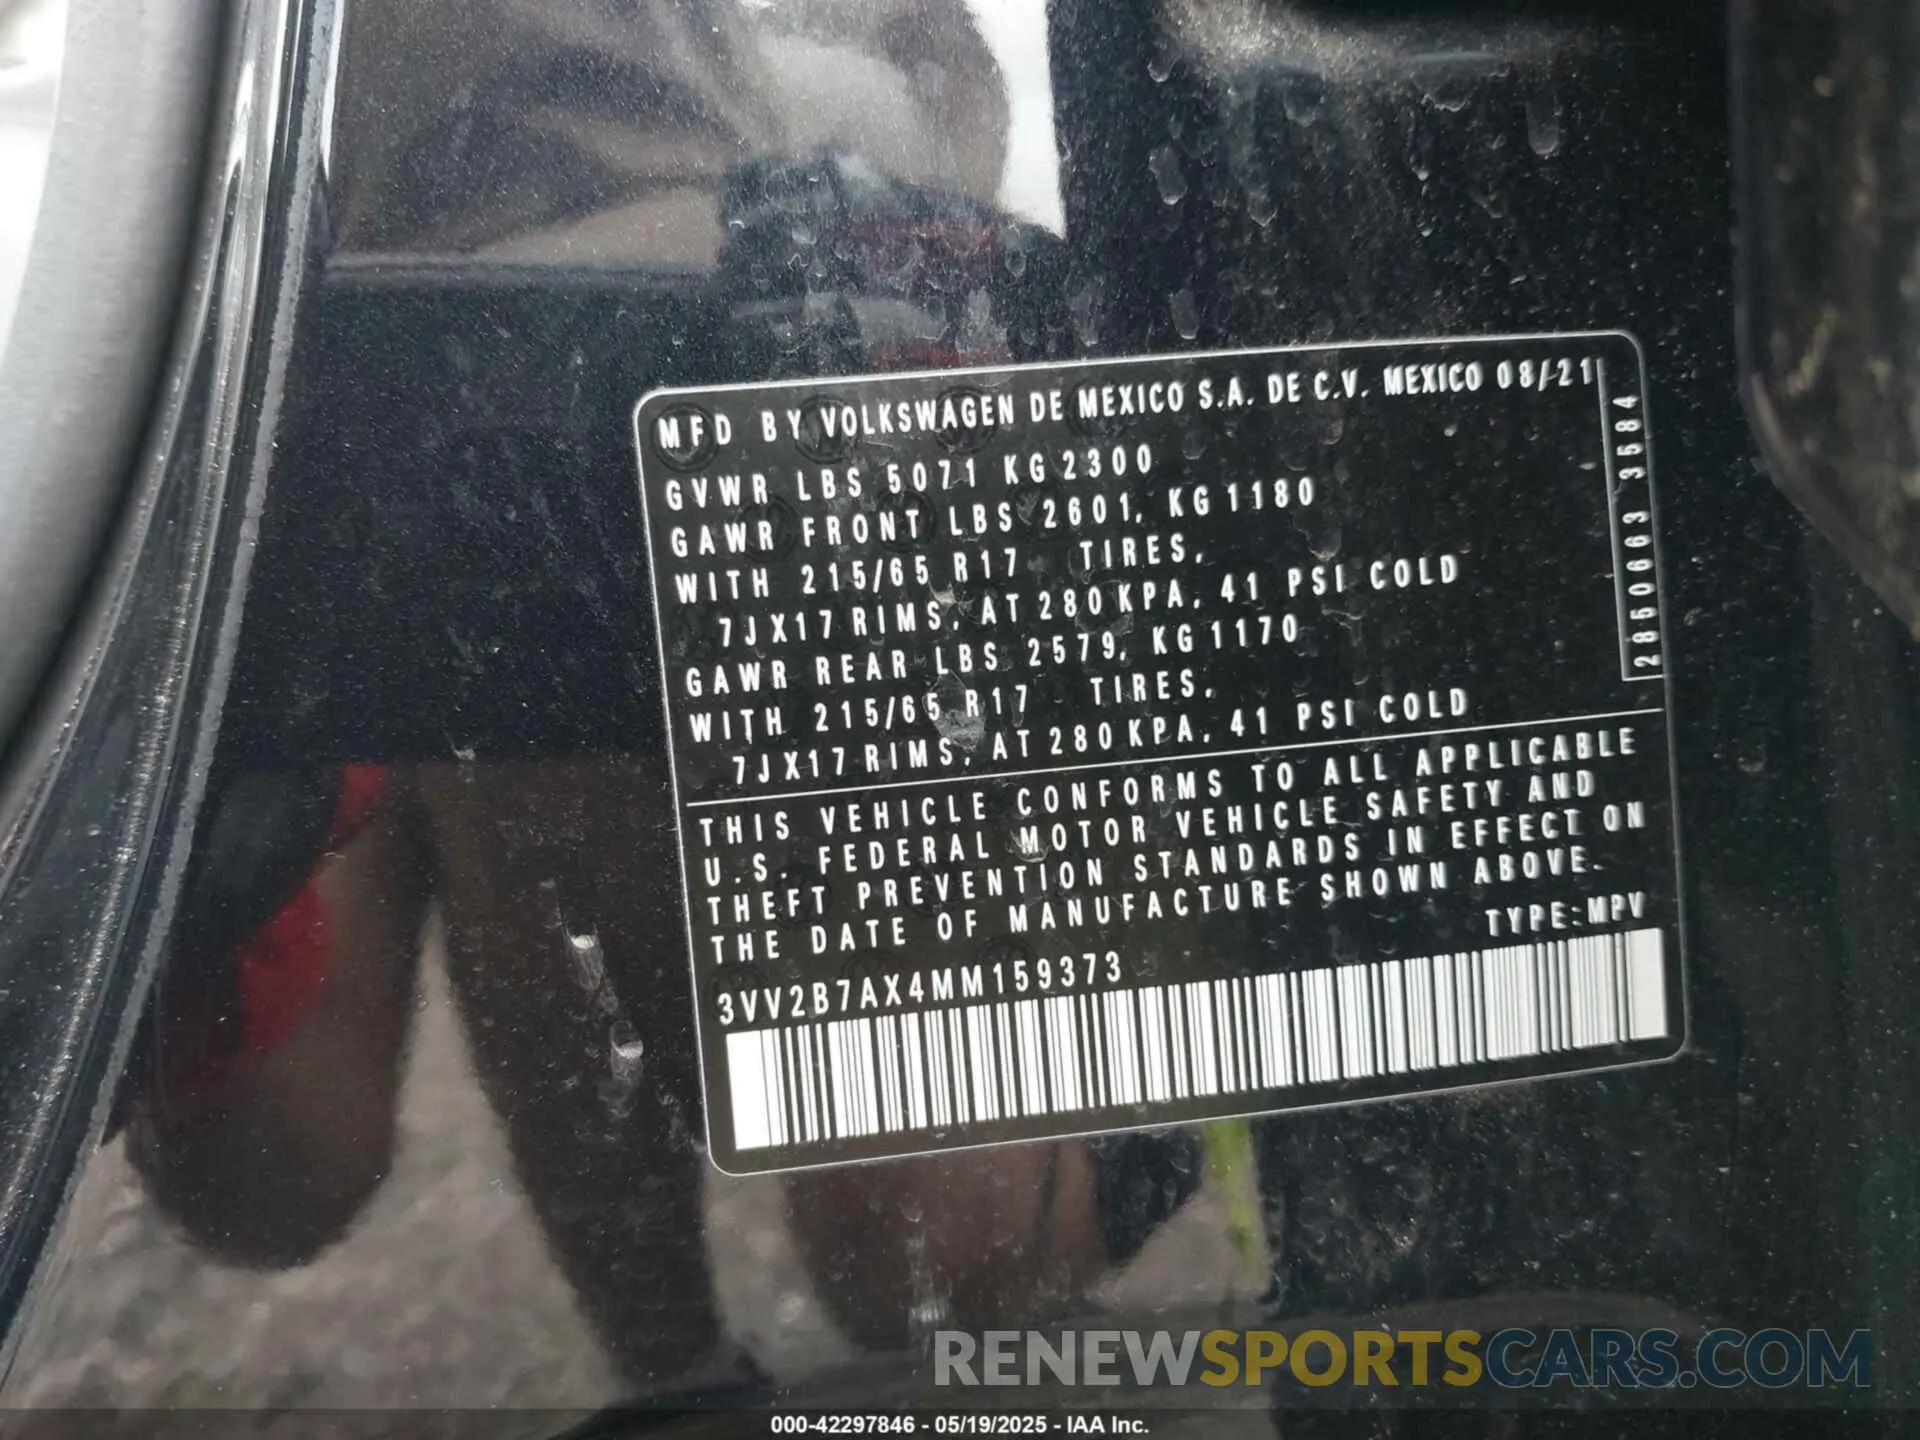 MFD BY VOLKSWAGEN DE MEXICO S.A. DE C.V. MEXICO 08/21
GVWR LBS 5071 KG 2300
GAWR FRONT LBS 2601, KG 1180
WITH 215/65 R17 TIRES,
7JX17 RIMS, AT 280 KPA, 41 PSI COLD
GAWR REAR LBS 2579, KG 1170
WITH 215/65 R17 TIRES,
7JX17 RIMS, AT 280 KPA, 41 PSI COLD
2860663 3584
THIS VEHICLE CONFORMS TO ALL APPLICABLE
U.S. FEDERAL MOTOR VEHICLE SAFETY AND
THEFT PREVENTION STANDARDS IN EFFECT ON
THE DATE OF MANUFACTURE SHOWN ABOVE.
TYPE: MPV
3VV2B7AX4MM159373
RENEWSPORTSCARS.COM
000-42297846 - 05/19/2025 - IAA Inc.